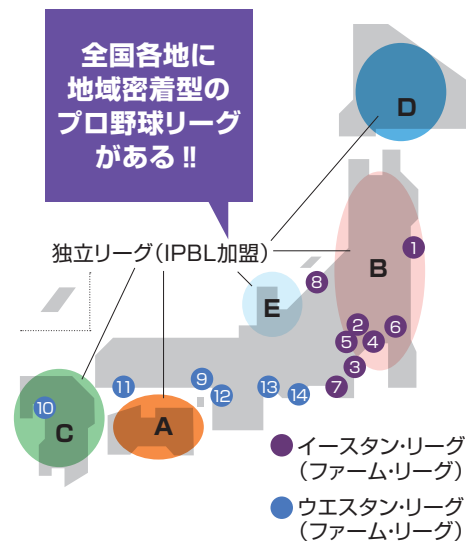 全国各地に
地域密着型の
プロ野球リーグ
がある!!
D
独立リーグ(IPBL加盟)
1
B
8
E
2
6
5
4
3
9
11
13
7
12
14
10
A
C
イースタン・リーグ
(ファーム・リーグ)
ウエスタン・リーグ
(ファーム・リーグ)